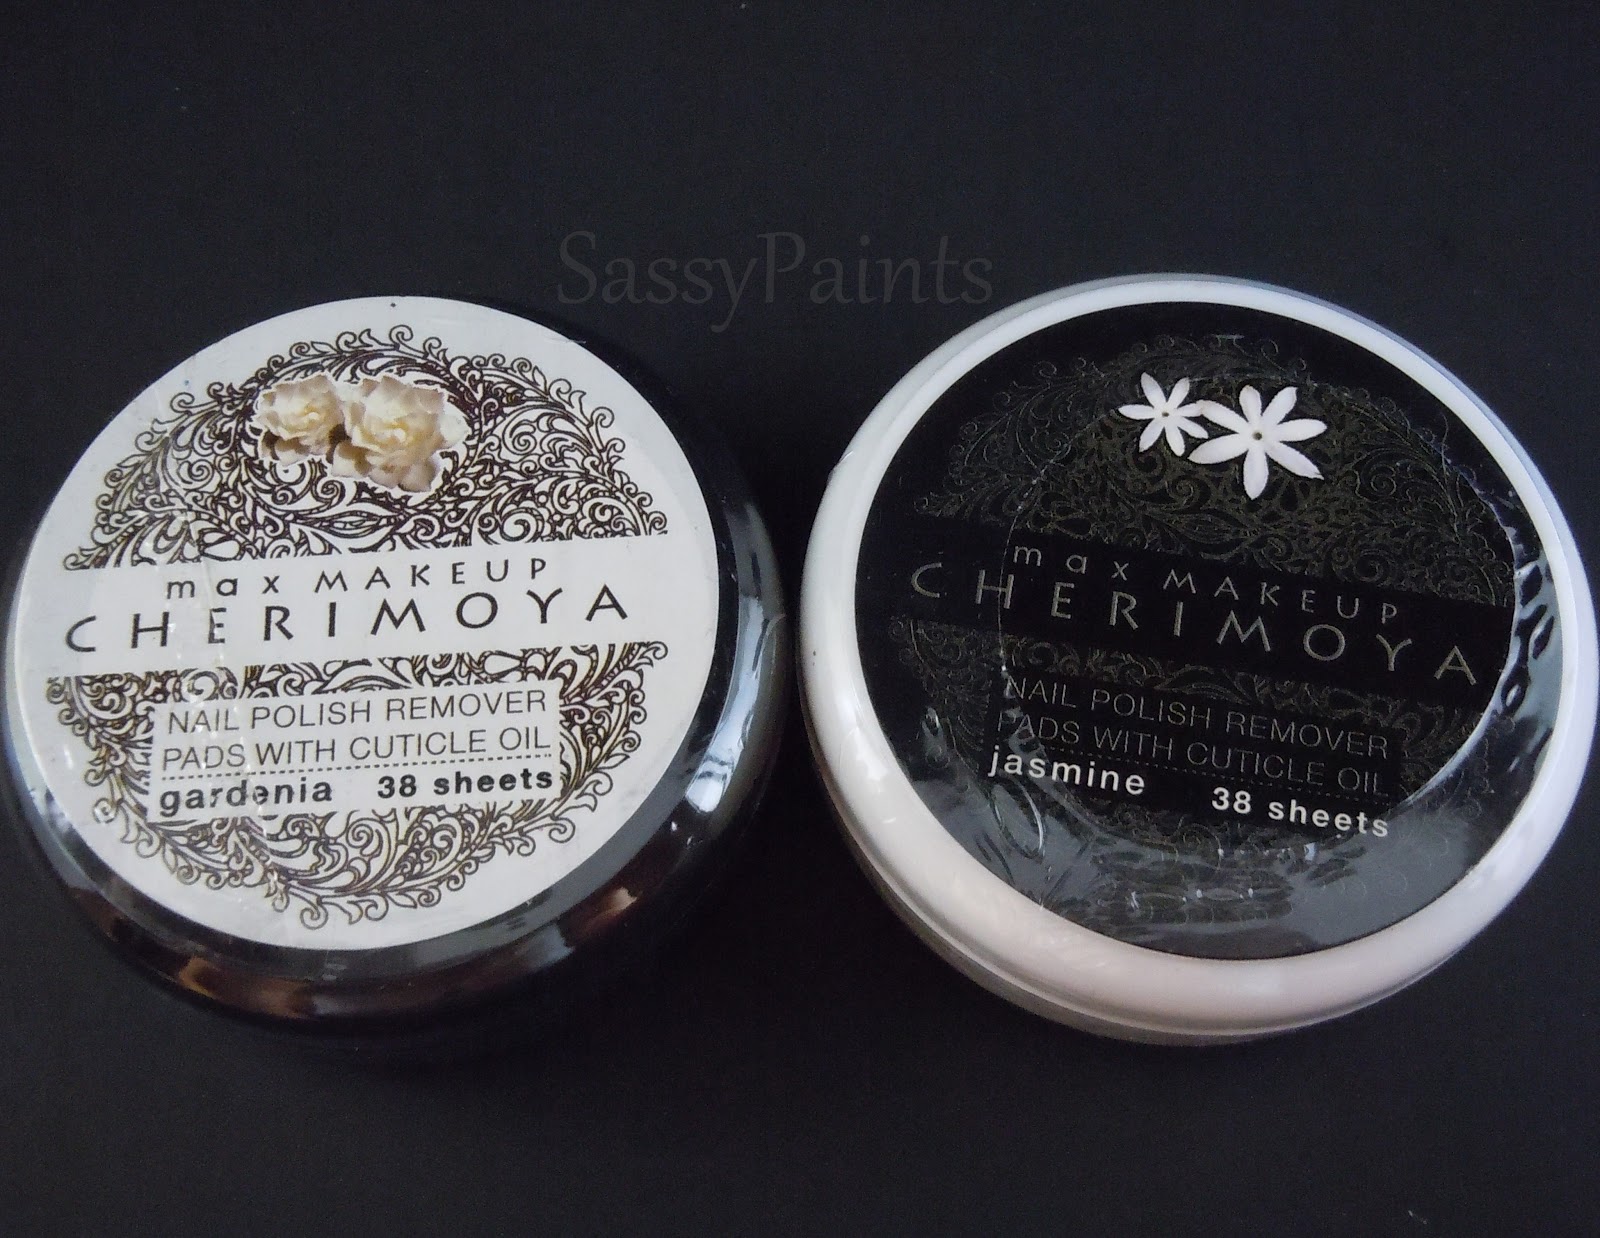 SassyPaints
max MAKEUP
CHERIMOYA
NAIL POLISH REMOVER
PADS WITH CUTICLE OIL
gardenia 38 sheets
max MAKEUP
CHERIMOYA
NAIL POLISH REMOVER
PADS WITH CUTICLE OIL
jasmine 38 sheets